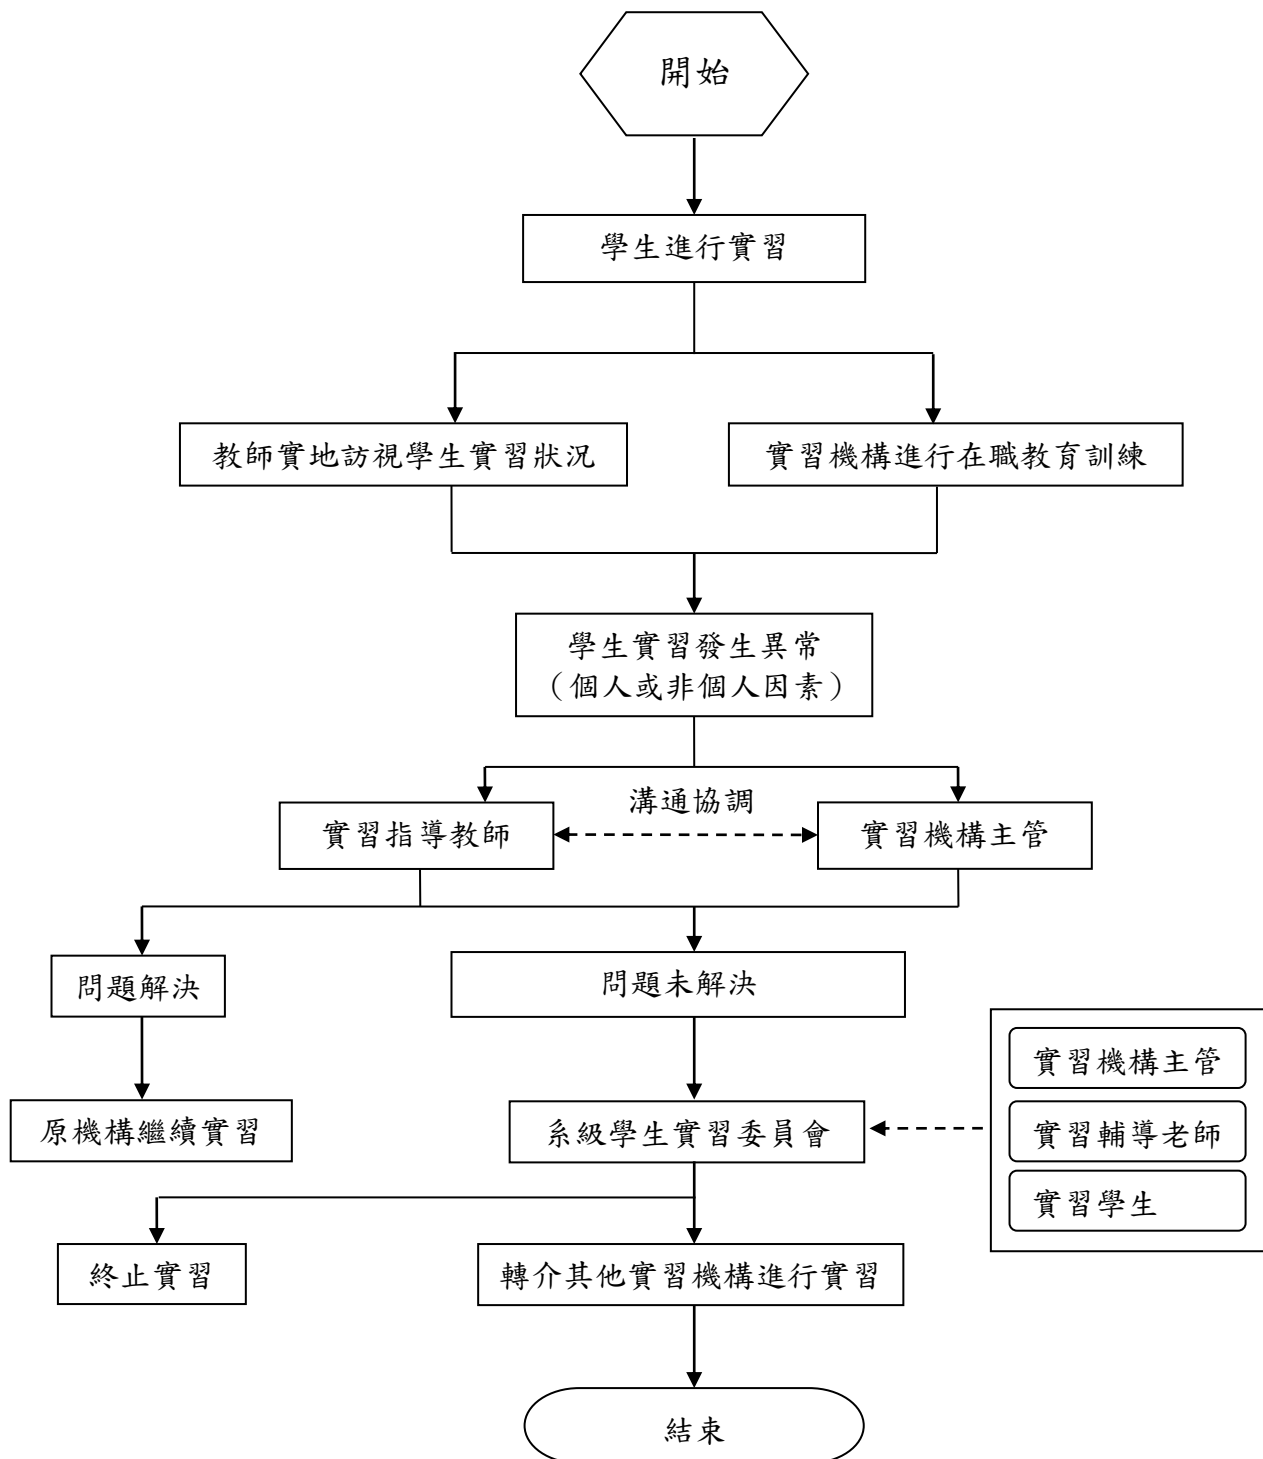 開始
學生進行實習
教師實地訪視學生實習狀況
實習機構進行在職教育訓練
學生實習發生異常
（個人或非個人因素）
溝通協調
實習指導教師
實習機構主管
問題解決
問題未解決
原機構繼續實習
系級學生實習委員會
實習機構主管
實習輔導老師
實習學生
終止實習
轉介其他實習機構進行實習
結束